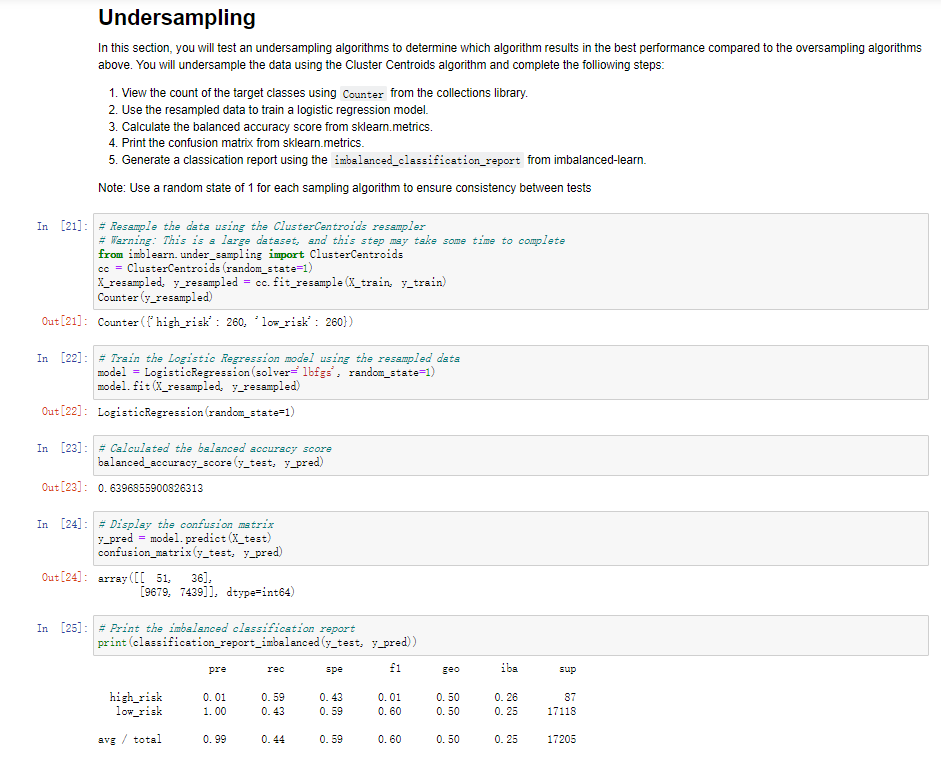 Undersampling
In this section, you will test an undersampling algorithms to determine which algorithm results in the best performance compared to the oversampling algorithms
above. You will undersample the data using the Cluster Centroids algorithm and complete the folliowing steps:
1. View the count of the target classes using Counter from the collections library.
2. Use the resampled data to train a logistic regression model.
3. Calculate the balanced accuracy score from sklearn.metrics.
4. Print the confusion matrix from sklearn.metrics.
5. Generate a classication report using the imbalanced_classification_report from imbalanced-learn.
Note: Use a random state of 1 for each sampling algorithm to ensure consistency between tests
In [21]: # Resample the data using the ClusterCentroids resampler
# Warning: This is a large dataset, and this step may take some time to complete
from imblearn.under_sampling import ClusterCentroids
cc = ClusterCentroids(random_state=1)
X_resampled, y_resampled = cc.fit_resample(X_train, y_train)
Counter(y_resampled)
Out[21]: Counter({'high_risk': 260, 'low_risk': 260})
In [22]: # Train the Logistic Regression model using the resampled data
model = LogisticRegression(solver='lbfgs', random_state=1)
model.fit(X_resampled, y_resampled)
Out[22]: LogisticRegression(random_state=1)
In [23]: # Calculated the balanced accuracy score
balanced_accuracy_score(y_test, y_pred)
Out[23]: 0.6396855900826313
In [24]: # Display the confusion matrix
y_pred = model.predict(X_test)
confusion_matrix(y_test, y_pred)
Out[24]: array([[ 51, 36],
[9679, 7439]], dtype=int64)
In [25]: # Print the imbalanced classification report
print(classification_report_imbalanced(y_test, y_pred))
pre rec spe f1 geo iba sup
high_risk 0.01 0.59 0.43 0.01 0.50 0.26 87
low_risk 1.00 0.43 0.59 0.60 0.50 0.25 17118
avg / total 0.99 0.44 0.59 0.60 0.50 0.25 17205